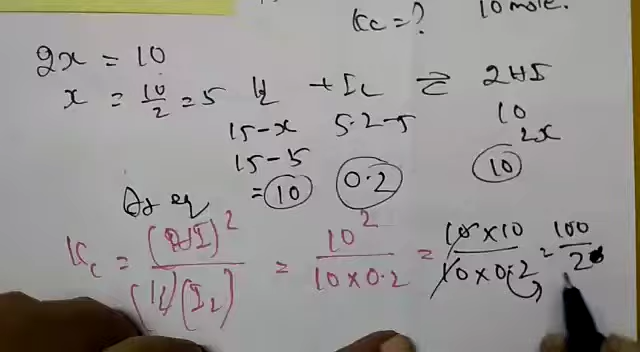 Kc = ? 10 mole.
2x = 10
x = 10/2 = 5 H2 + I2 ⇌ 2HI
15-x 5.2-5 10
2x
15-5 10
= 10 0.2
At eq
Kc = (HI)^2/(H2)(I2) = 10^2/10×0.2 = 10×10/10×0.2 = 100/2